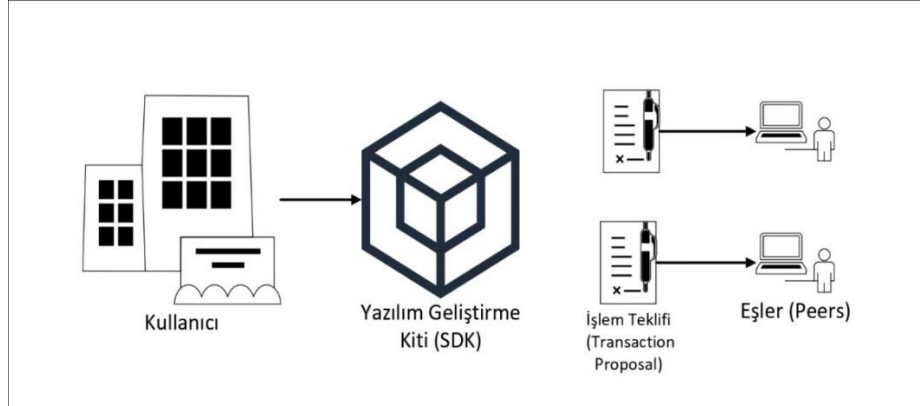 Kullanıcı
Yazılım Geliştirme
Kiti (SDK)
İşlem Teklifi
(Transaction
Proposal)
Eşler (Peers)